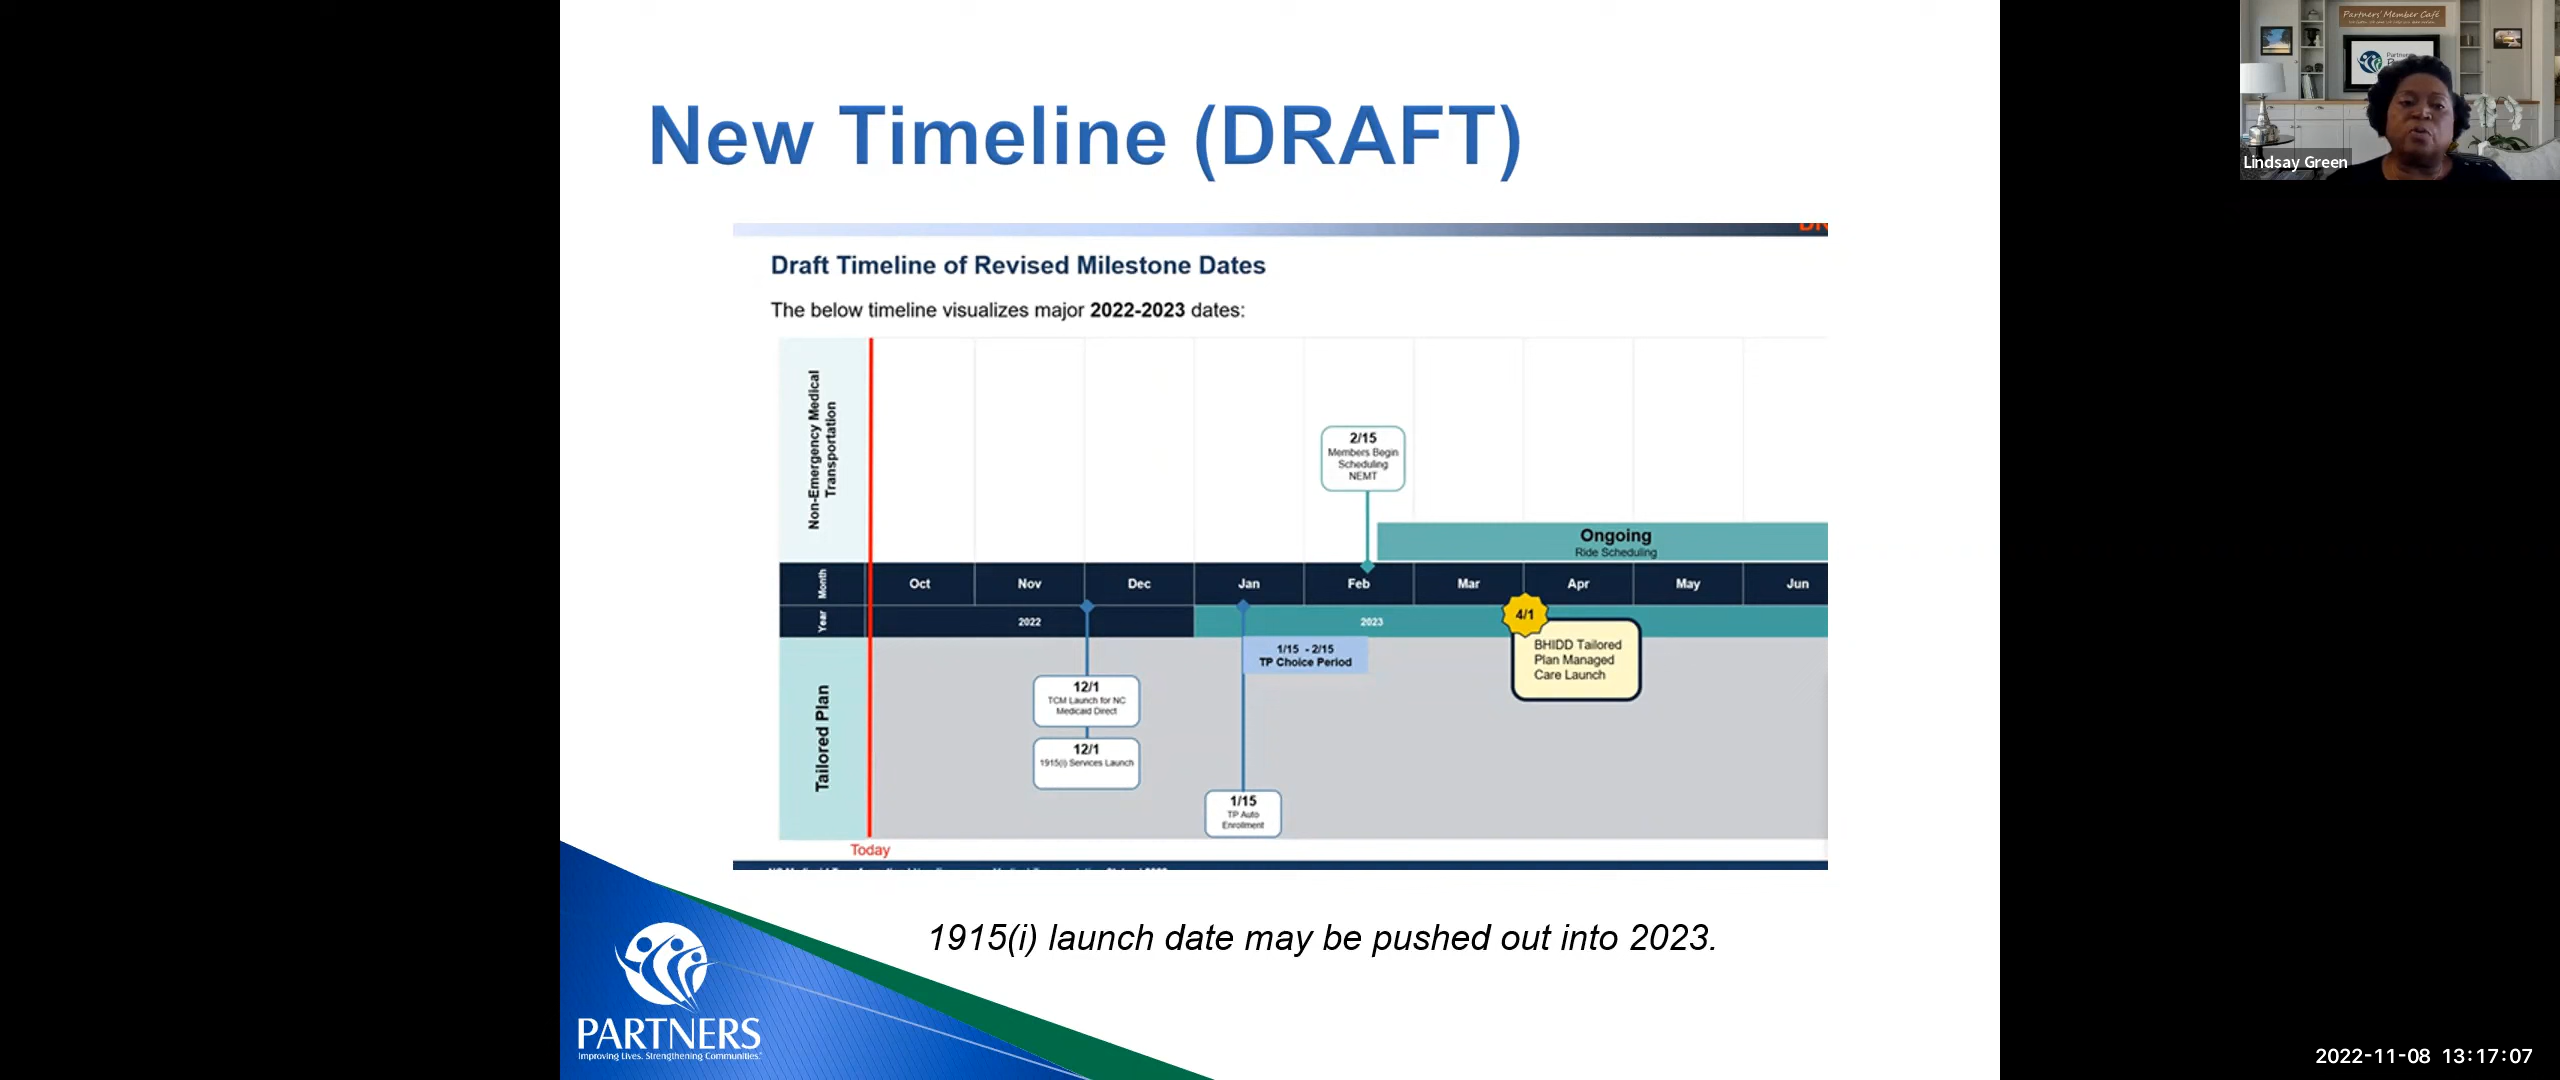 New Timeline (DRAFT)
Draft Timeline of Revised Milestone Dates
The below timeline visualizes major 2022-2023 dates:
Non-Emergency Medical
Transportation
2/15
Members Begin
Scheduling
NEMT
Ongoing
Ride Scheduling
Month
Oct
Nov
Dec
Jan
Feb
Mar
Apr
May
Jun
Year
2022
2023
Tailored Plan
4/1
BHIDD Tailored
Plan Managed
Care Launch
1/15 - 2/15
TP Choice Period
12/1
TCM Launch for NC
Medicaid Direct
12/1
1915(i) Services Launch
1/15
TP Auto
Enrollment
Today
1915(i) launch date may be pushed out into 2023.
PARTNERS
Improving Lives. Strengthening Communities.
Partners' Member Café
Lindsay Green
2022-11-08 13:17:07